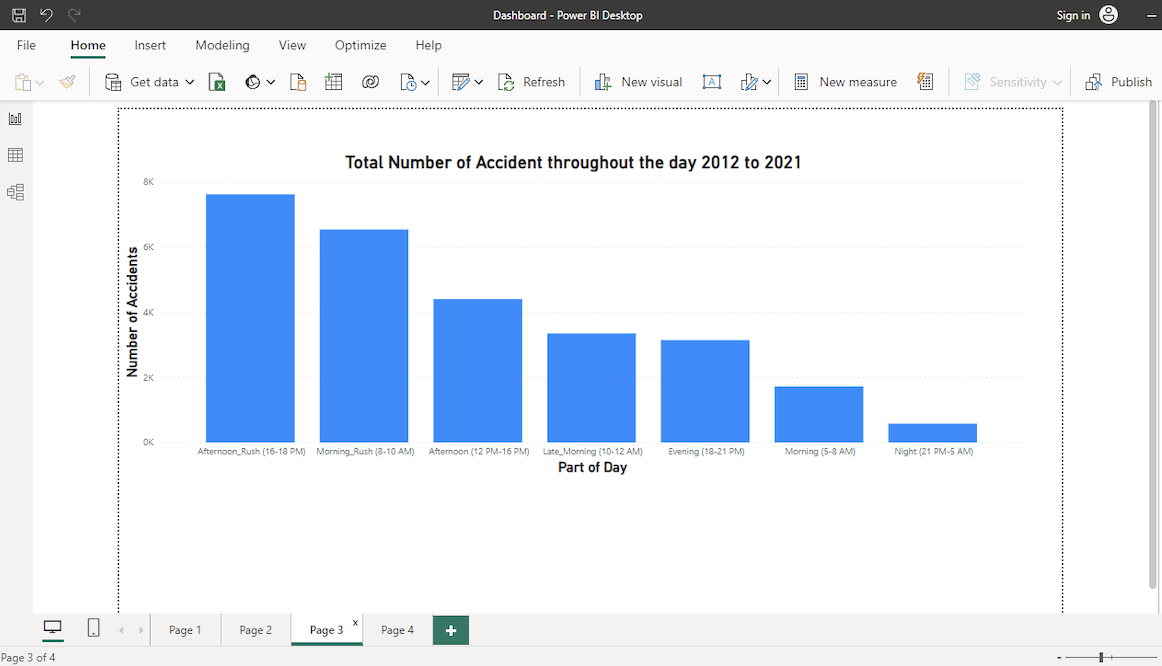 Dashboard - Power BI Desktop
Sign in
File Home Insert Modeling View Optimize Help
Get data Refresh New visual New measure Sensitivity Publish
Total Number of Accident throughout the day 2012 to 2021
Number of Accidents
8K
6K
4K
2K
0K
Afternoon_Rush (16-18 PM) Morning_Rush (8-10 AM) Afternoon (12 PM-16 PM) Late_Morning (10-12 AM) Evening (18-21 PM) Morning (5-8 AM) Night (21 PM-5 AM)
Part of Day
Page 1 Page 2 Page 3 x Page 4 +
Page 3 of 4